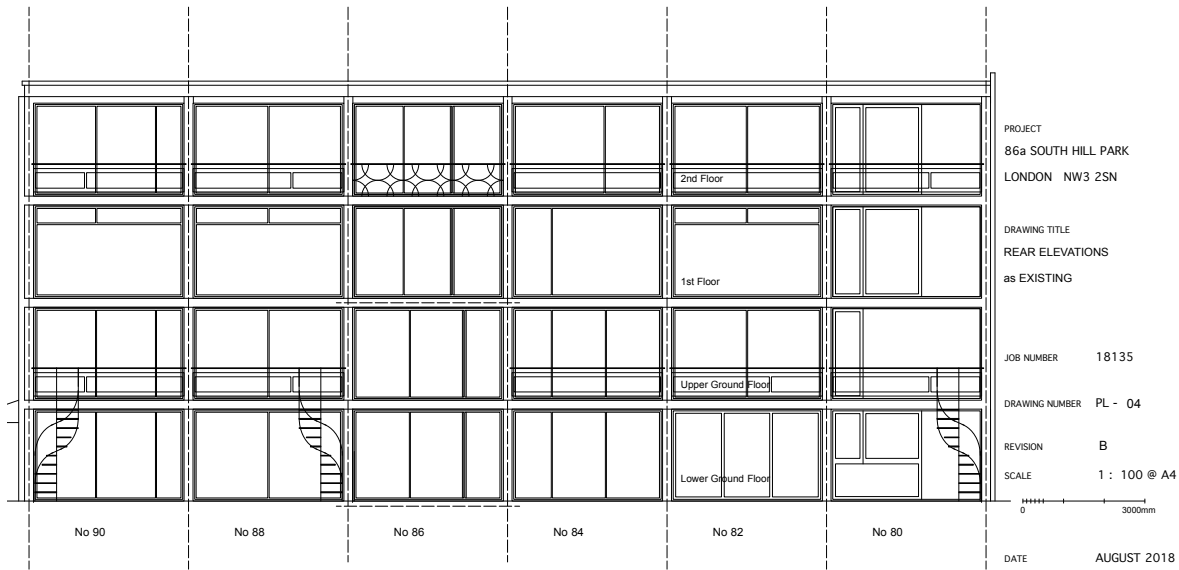 2nd Floor
1st Floor
Upper Ground Floor
Lower Ground Floor
No 90
No 88
No 86
No 84
No 82
No 80
PROJECT
86a SOUTH HILL PARK
LONDON NW3 2SN
DRAWING TITLE
REAR ELEVATIONS
as EXISTING
JOB NUMBER 18135
DRAWING NUMBER PL - 04
REVISION B
SCALE 1 : 100 @ A4
0 3000mm
DATE AUGUST 2018